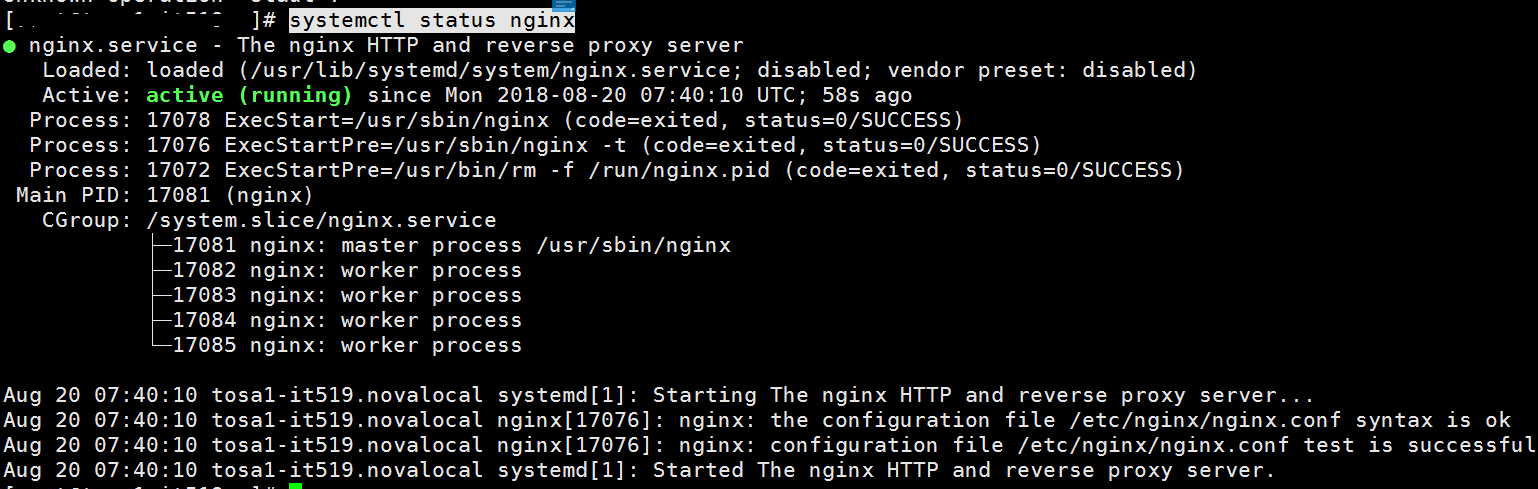 ]# systemctl status nginx
● nginx.service - The nginx HTTP and reverse proxy server
Loaded: loaded (/usr/lib/systemd/system/nginx.service; disabled; vendor preset: disabled)
Active: active (running) since Mon 2018-08-20 07:40:10 UTC; 58s ago
Process: 17078 ExecStart=/usr/sbin/nginx (code=exited, status=0/SUCCESS)
Process: 17076 ExecStartPre=/usr/sbin/nginx -t (code=exited, status=0/SUCCESS)
Process: 17072 ExecStartPre=/usr/bin/rm -f /run/nginx.pid (code=exited, status=0/SUCCESS)
Main PID: 17081 (nginx)
CGroup: /system.slice/nginx.service
├─17081 nginx: master process /usr/sbin/nginx
├─17082 nginx: worker process
├─17083 nginx: worker process
├─17084 nginx: worker process
└─17085 nginx: worker process
Aug 20 07:40:10 tosa1-it519.novalocal systemd[1]: Starting The nginx HTTP and reverse proxy server...
Aug 20 07:40:10 tosa1-it519.novalocal nginx[17076]: nginx: the configuration file /etc/nginx/nginx.conf syntax is ok
Aug 20 07:40:10 tosa1-it519.novalocal nginx[17076]: nginx: configuration file /etc/nginx/nginx.conf test is successful
Aug 20 07:40:10 tosa1-it519.novalocal systemd[1]: Started The nginx HTTP and reverse proxy server.